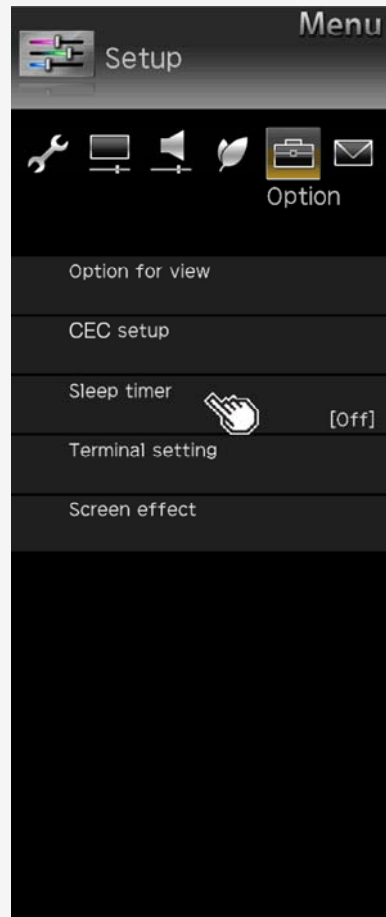 Menu
Setup
Option
Option for view
CEC setup
Sleep timer
[Off]
Terminal setting
Screen effect